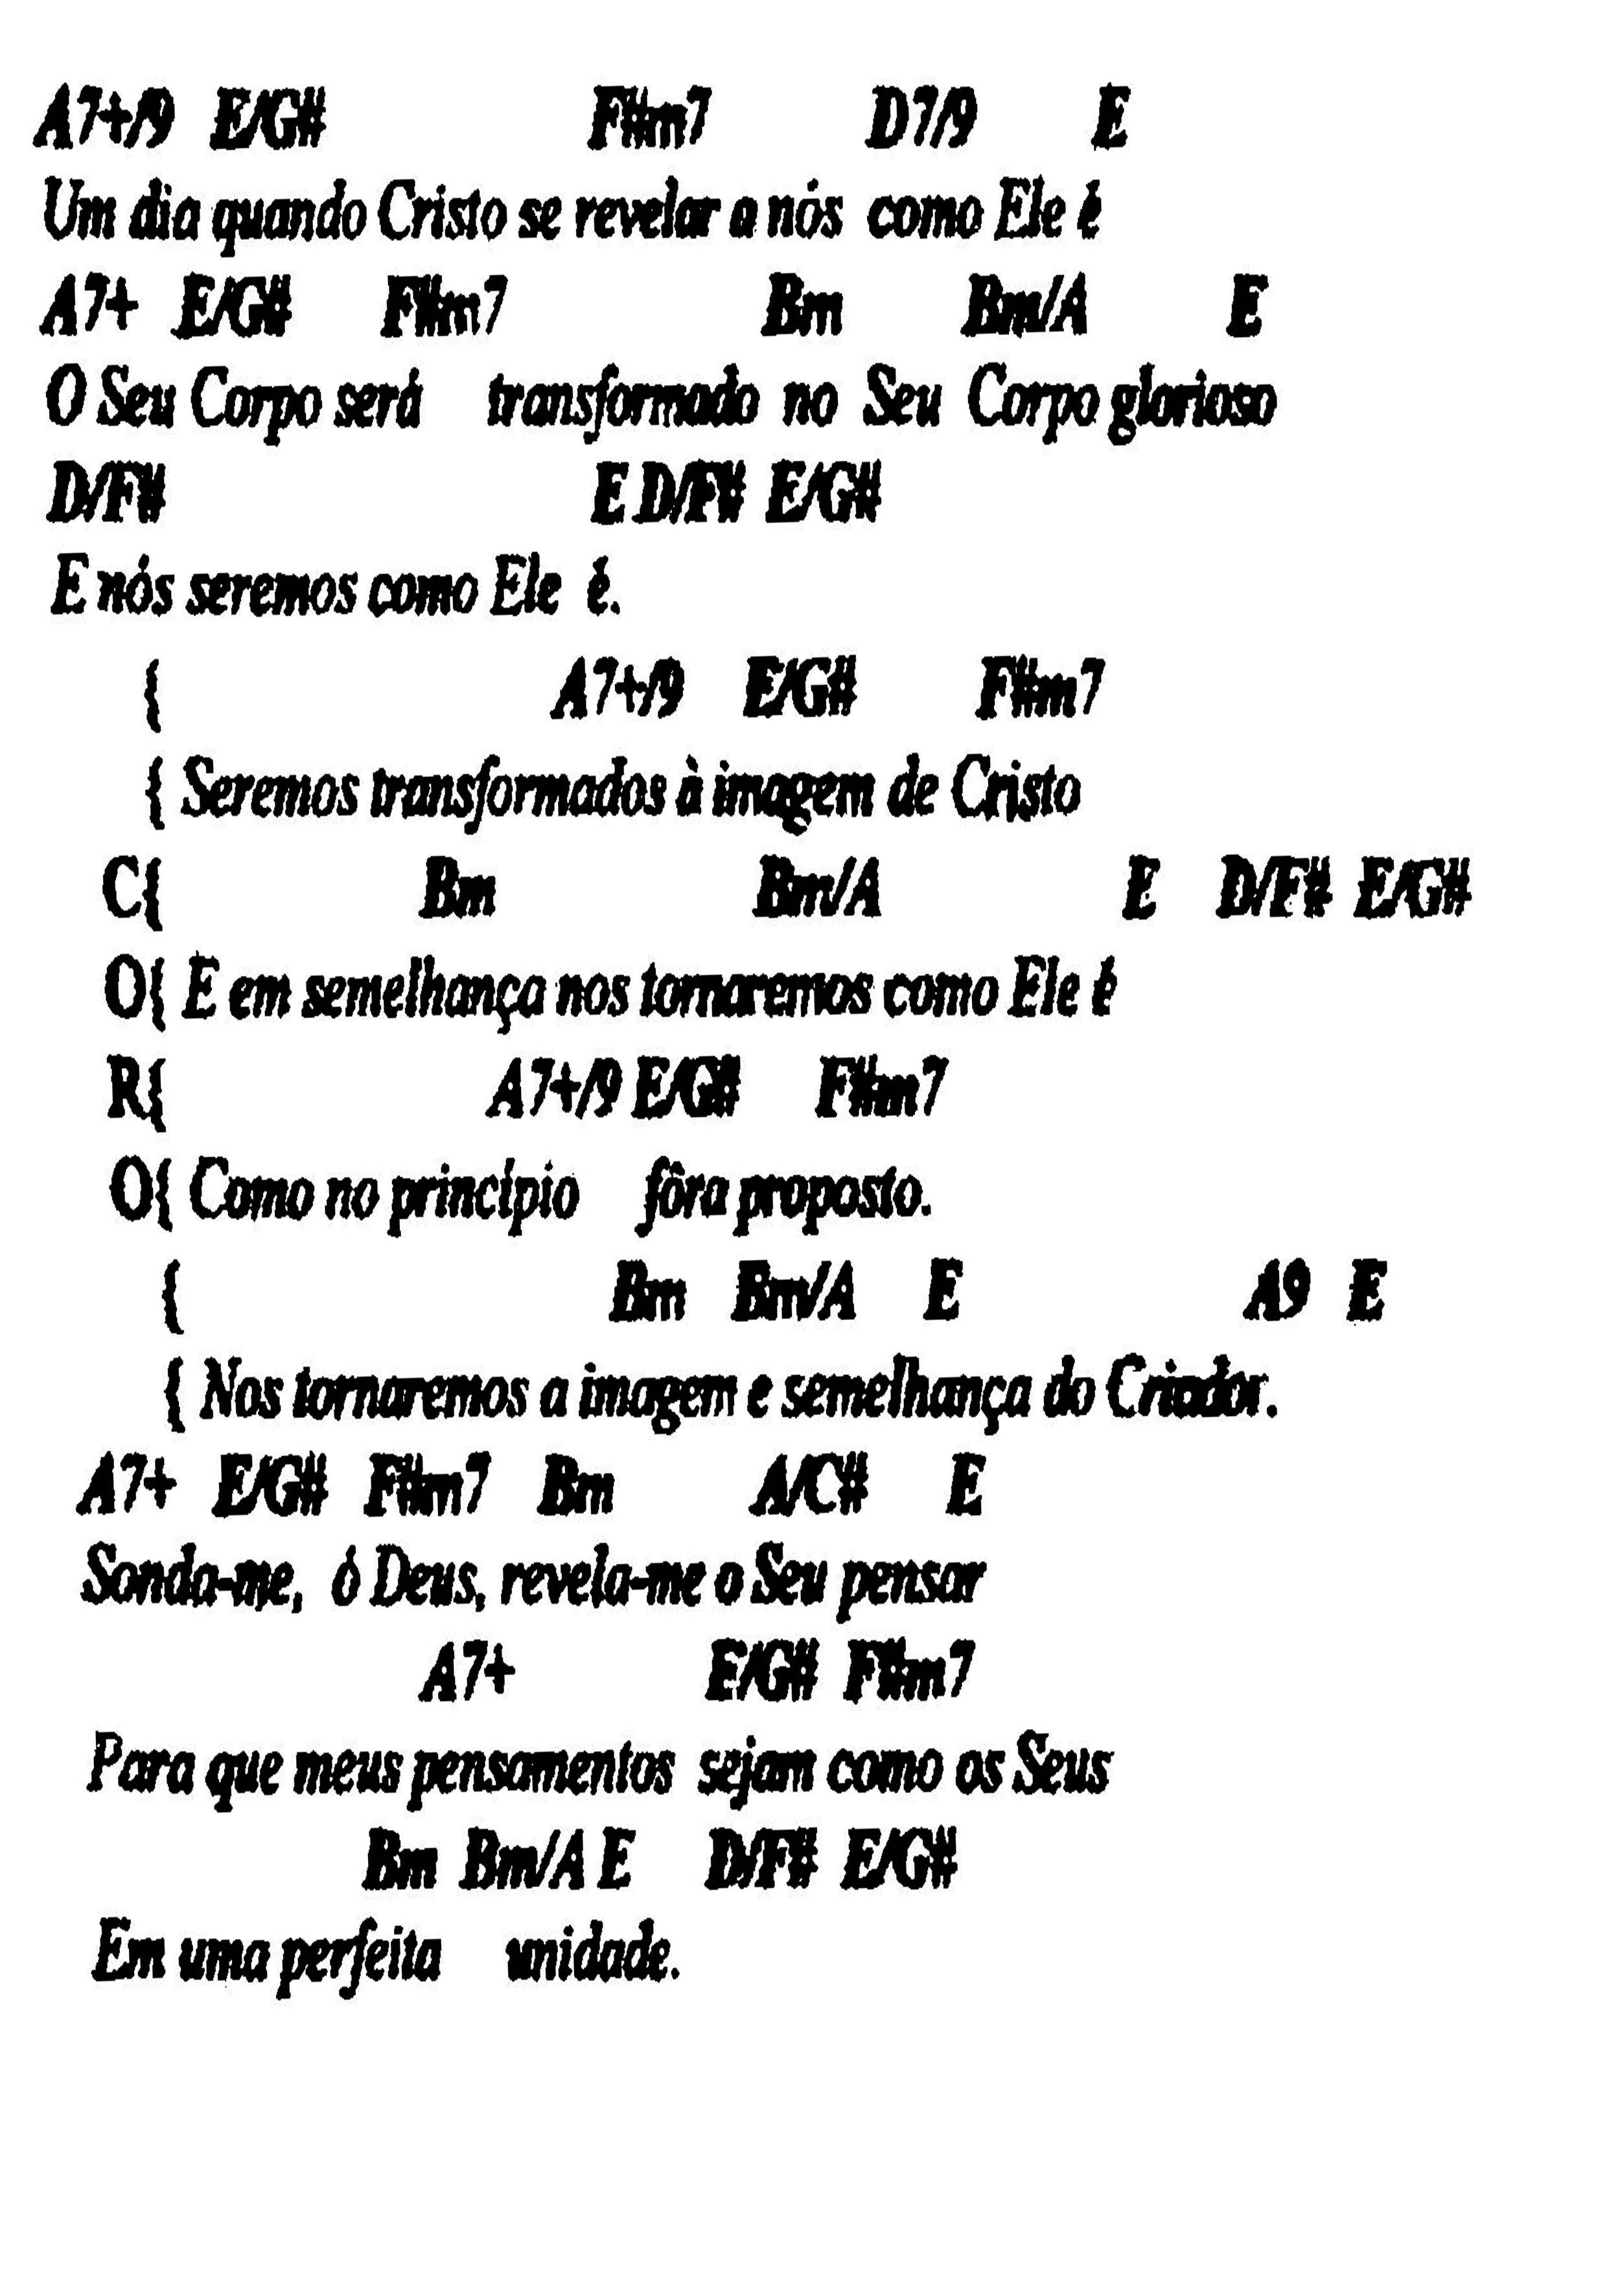 A7+/9 E/G# F#m7 D7/9 E
Um dia quando Cristo se revelar a nós como Ele é
A7+ E/G# F#m7 Bm Bm/A E
O Seu Corpo será transformado no Seu Corpo glorioso
D/F# E D/F# E/G#
E nós seremos como Ele é.
{ A7+/9 E/G# F#m7
{ Seremos transformados à imagem de Cristo
C{ Bm Bm/A E D/F# E/G#
O{ E em semelhança nos tornaremos como Ele é
R{ A7+/9 E/G# F#m7
O{ Como no princípio fôra proposto.
{ Bm Bm/A E A9 E
{ Nos tornaremos a imagem e semelhança do Criador.
A7+ E/G# F#m7 Bm A/C# E
Sonda-me, ó Deus, revela-me o Seu pensar
A7+ E/G# F#m7
Para que meus pensamentos sejam como os Seus
Bm Bm/A E D/F# E/G#
Em uma perfeita unidade.